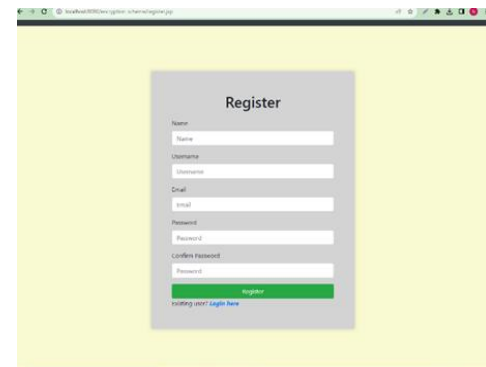 Register
Name
Name
Username
Username
Email
Email
Password
Password
Confirm Password
Password
Register
existing user? Login here